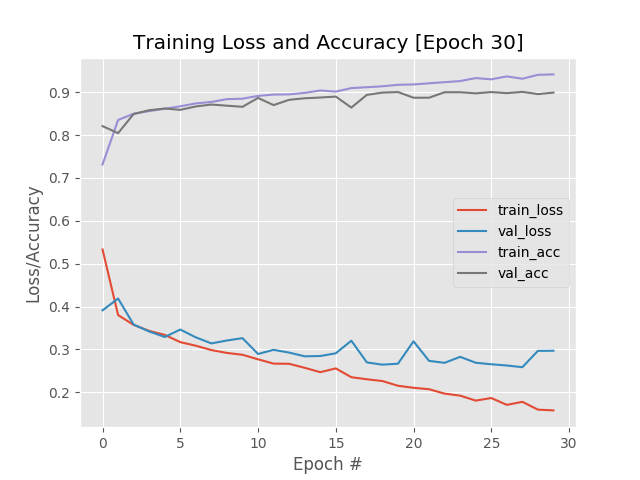 Training Loss and Accuracy [Epoch 30]
Loss/Accuracy
0.9
0.8
0.7
0.6
0.5
0.4
0.3
0.2
train_loss
val_loss
train_acc
val_acc
0 5 10 15 20 25 30
Epoch #